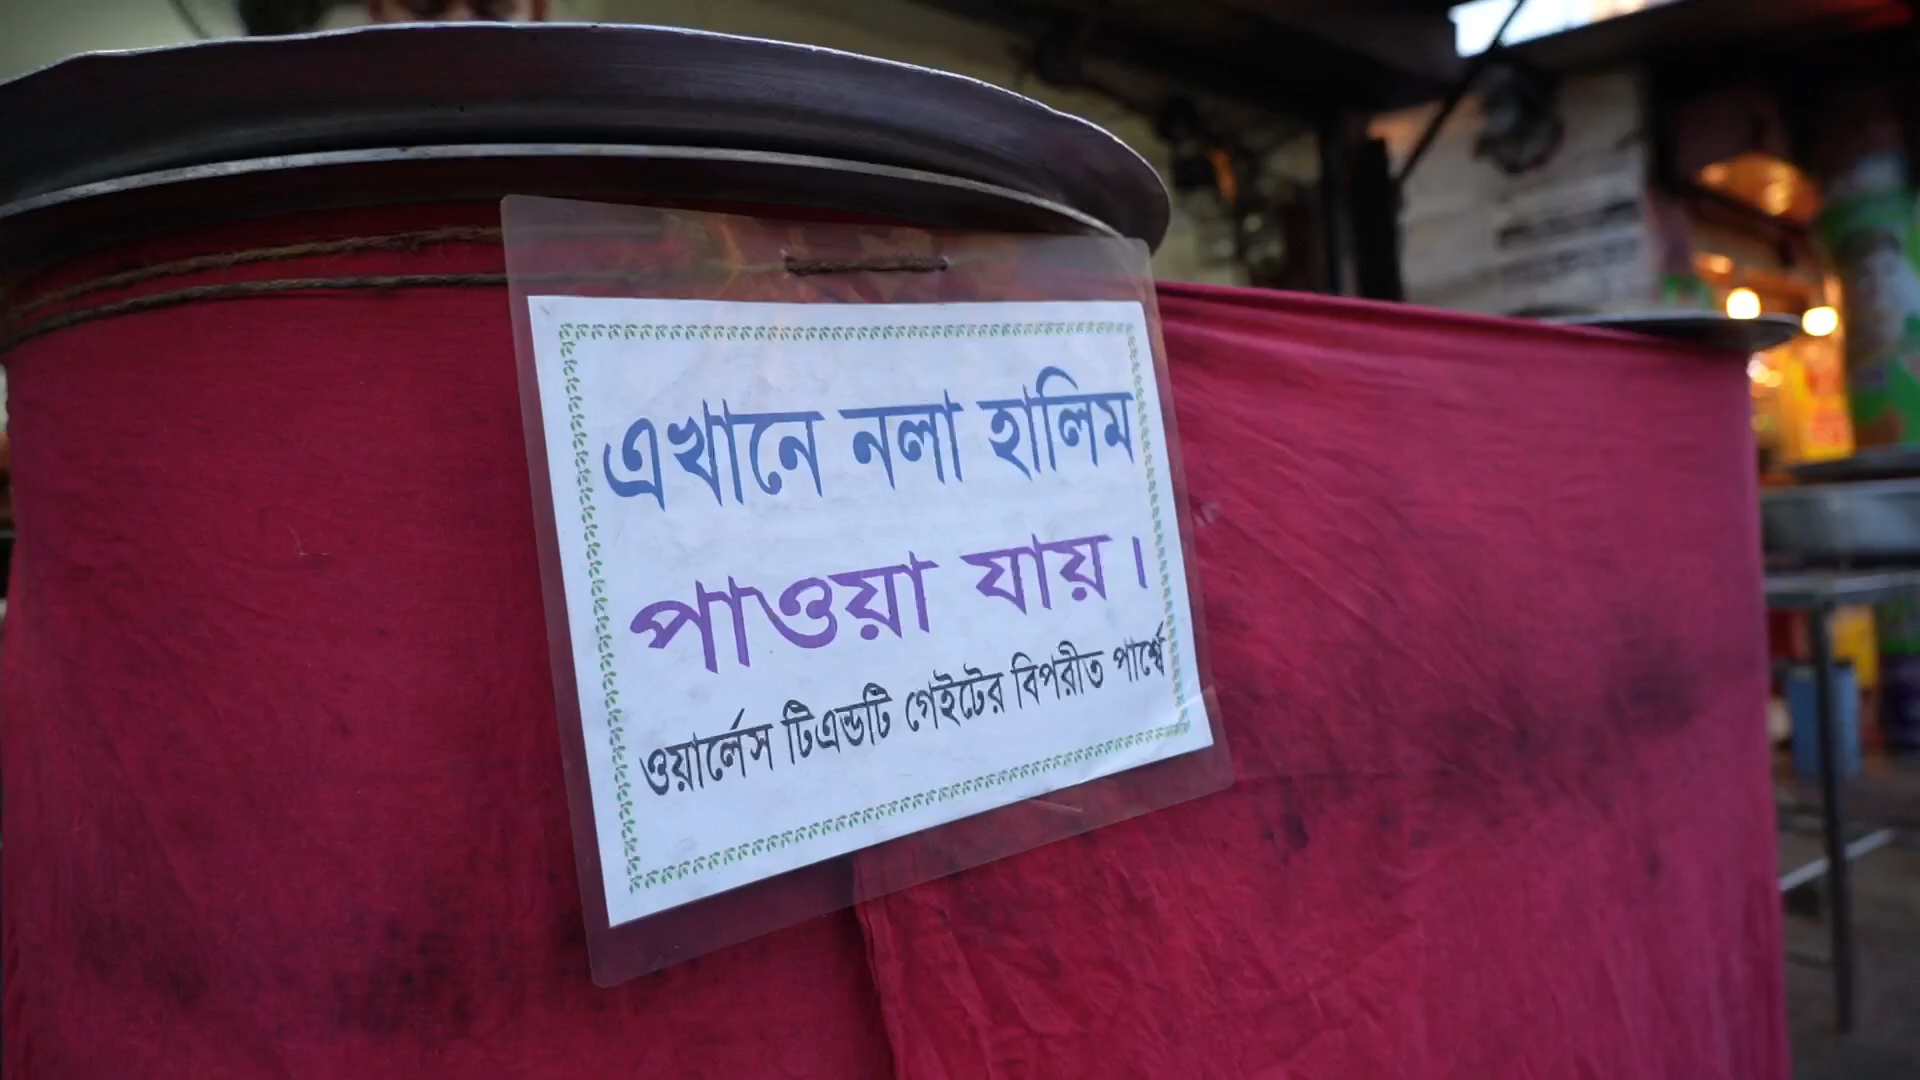 এখানে নলা হালিম
পাওয়া যায়।
ওয়ার্লেস টিএন্ডটি গেইটের বিপরীত পার্শ্বে